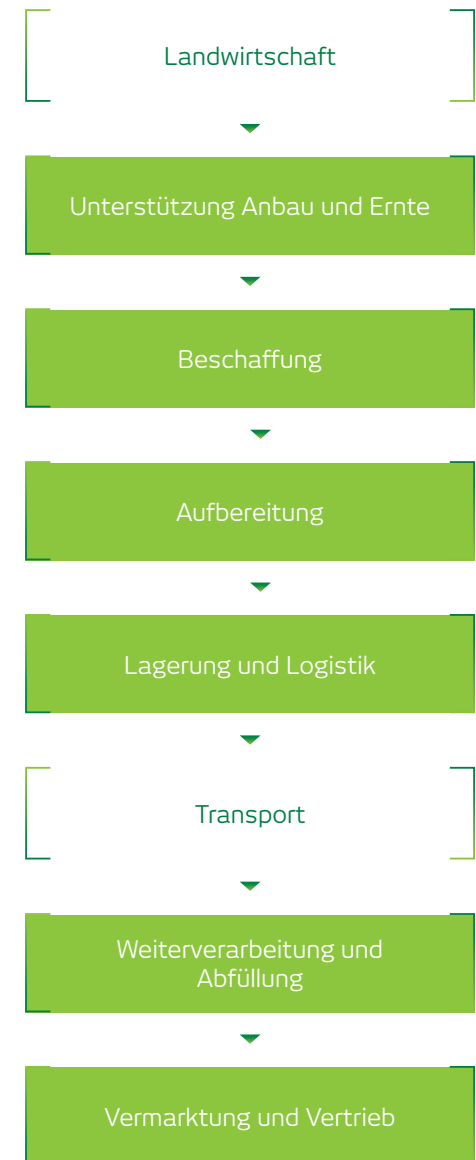 Landwirtschaft
Unterstützung Anbau und Ernte
Beschaffung
Aufbereitung
Lagerung und Logistik
Transport
Weiterverarbeitung und
Abfüllung
Vermarktung und Vertrieb